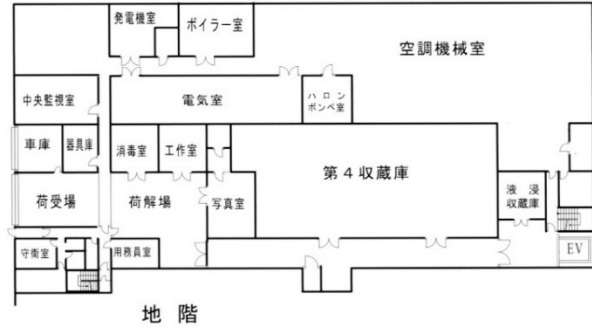 発電機室
ボイラー室
空調機械室
中央監視室
電気室
ハロン
ボンベ室
車庫
器具庫
消毒室
工作室
第4収蔵庫
荷受場
荷解場
写真室
液浸
収蔵庫
守衛室
用務員室
EV
地階